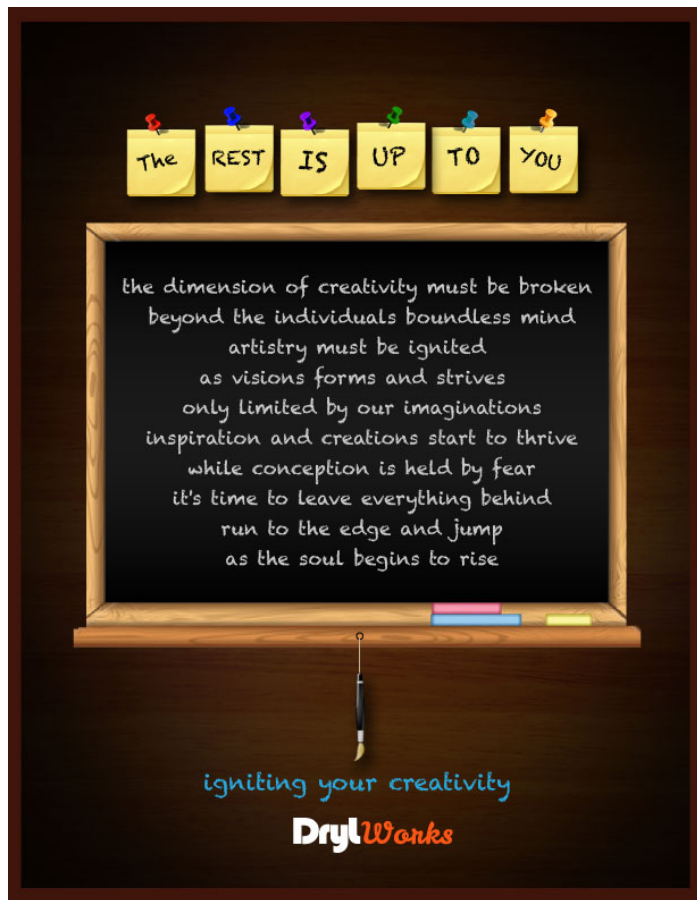 The REST IS UP TO YOU
the dimension of creativity must be broken
beyond the individuals boundless mind
artistry must be ignited
as visions forms and strives
only limited by our imaginations
inspiration and creations start to thrive
while conception is held by fear
it's time to leave everything behind
run to the edge and jump
as the soul begins to rise
igniting your creativity
DrylWorks